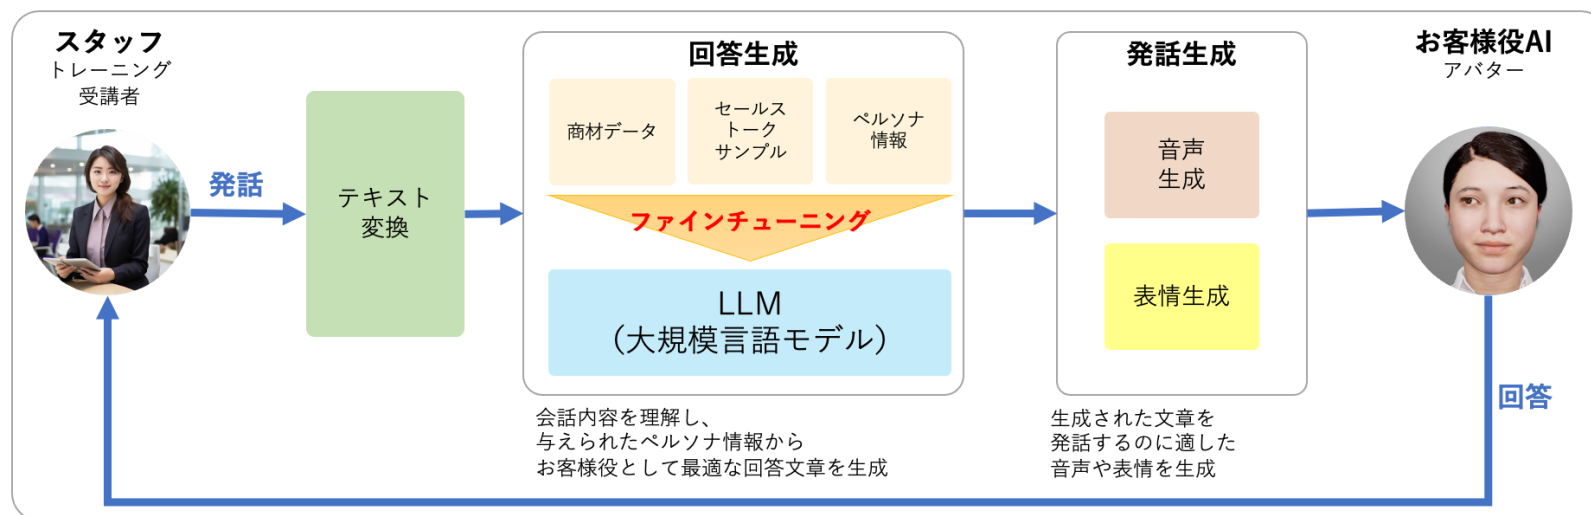 スタッフ
トレーニング
受講者
発話
テキスト
変換
回答生成
商材データ
セールス
トーク
サンプル
ペルソナ
情報
ファインチューニング
LLM
（大規模言語モデル）
会話内容を理解し、
与えられたペルソナ情報から
お客様役として最適な回答文章を生成
発話生成
音声
生成
表情生成
生成された文章を
発話するのに適した
音声や表情を生成
お客様役AI
アバター
回答